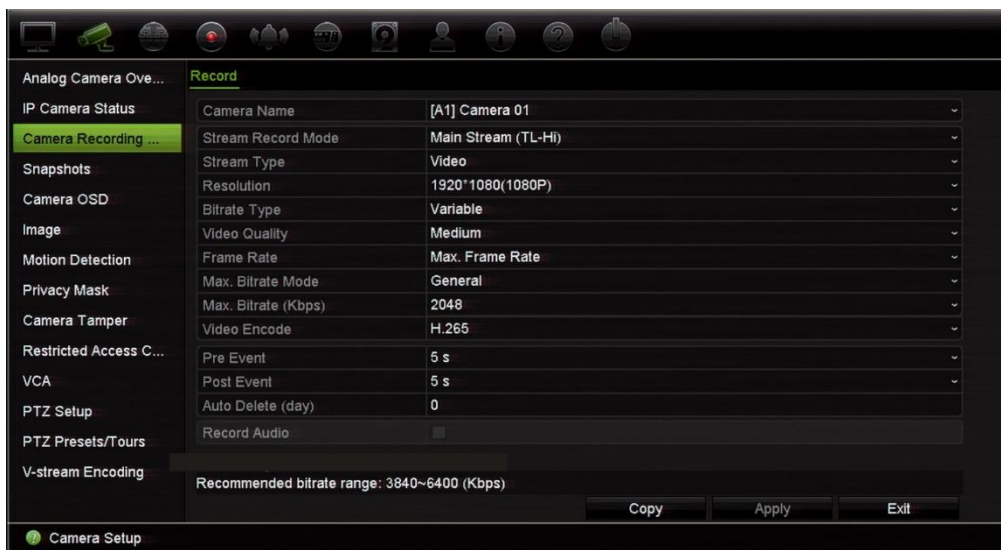 Record
Analog Camera Ove...
IP Camera Status
Camera Recording ...
Snapshots
Camera OSD
Image
Motion Detection
Privacy Mask
Camera Tamper
Restricted Access C...
VCA
PTZ Setup
PTZ Presets/Tours
V-stream Encoding
Camera Name [A1] Camera 01
Stream Record Mode Main Stream (TL-Hi)
Stream Type Video
Resolution 1920*1080(1080P)
Bitrate Type Variable
Video Quality Medium
Frame Rate Max. Frame Rate
Max. Bitrate Mode General
Max. Bitrate (Kbps) 2048
Video Encode H.265
Pre Event 5 s
Post Event 5 s
Auto Delete (day) 0
Record Audio
Recommended bitrate range: 3840~6400 (Kbps)
Copy Apply Exit
Camera Setup